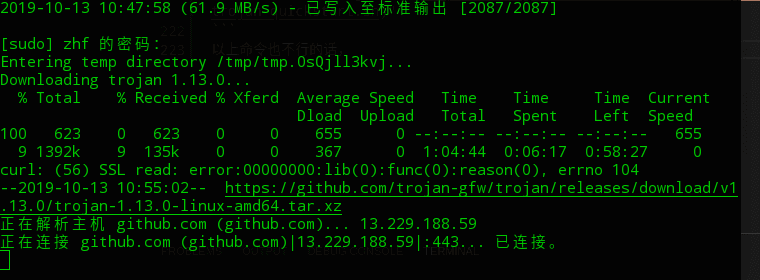 2019-10-13 10:47:58 (61.9 MB/s) - 已写入至标准输出 [2087/2087]
[sudo] zhf 的密码：
Entering temp directory /tmp/tmp.0sQjll3kvj...
Downloading trojan 1.13.0...
% Total % Received % Xferd Average Speed Time Time Time Current
Dload Upload Total Spent Left Speed
100 623 0 623 0 0 655 0 --:--:-- --:--:-- --:--:-- 655
9 1392k 9 135k 0 0 367 0 1:04:44 0:06:17 0:58:27 0
curl: (56) SSL read: error:00000000:lib(0):func(0):reason(0), errno 104
--2019-10-13 10:55:02-- https://github.com/trojan-gfw/trojan/releases/download/v1
.13.0/trojan-1.13.0-linux-amd64.tar.xz
正在解析主机 github.com (github.com)... 13.229.188.59
正在连接 github.com (github.com)|13.229.188.59|:443... 已连接。